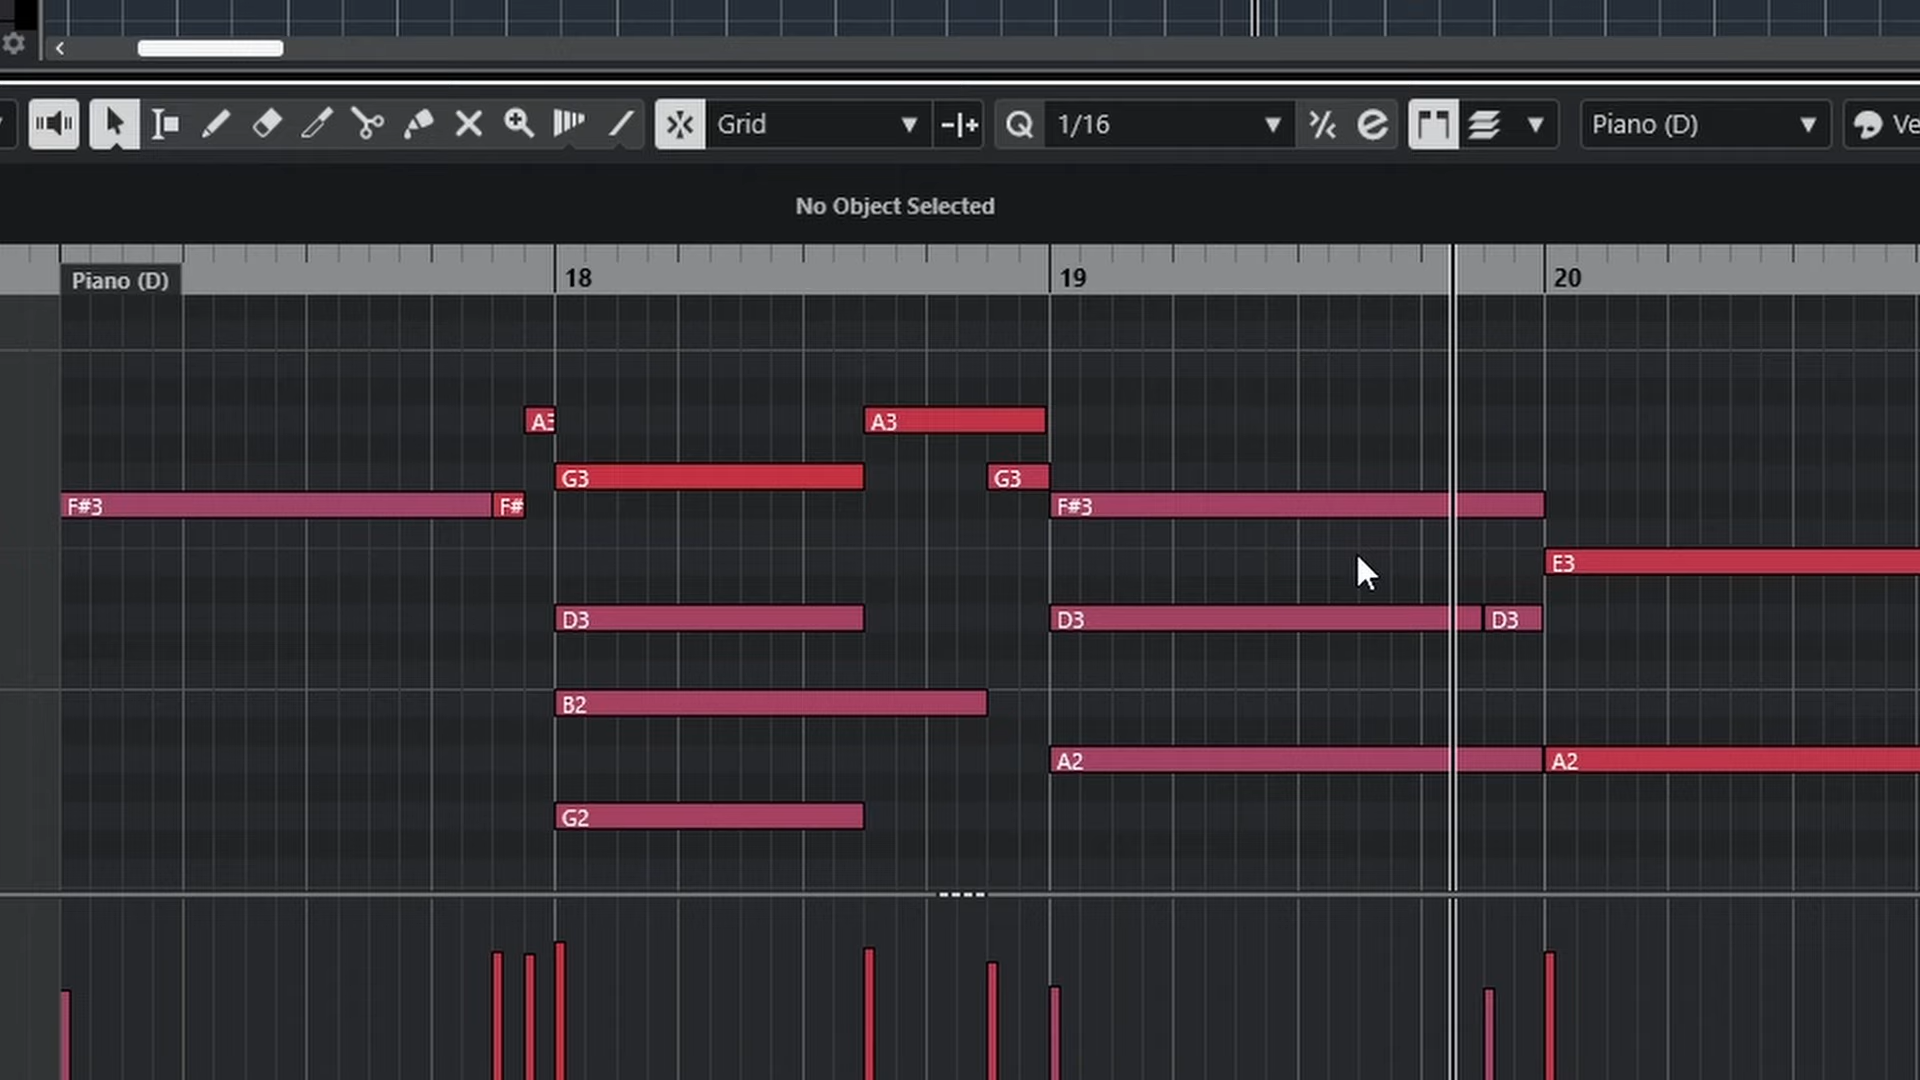 Grid
1/16
Piano (D)
Ve
No Object Selected
Piano (D)
18
19
20
A3
A3
G3
G3
F#3
F#
F#3
E3
D3
D3
D3
B2
A2
A2
G2